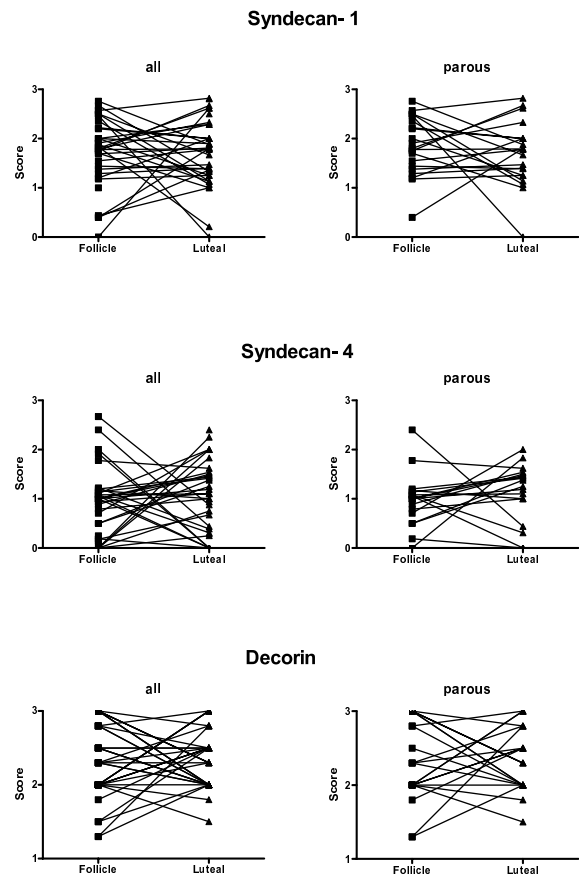 Syndecan- 1
all parous
3 3
2 2
Score Score
1 1
0 0
Follicle Luteal Follicle Luteal
Syndecan- 4
all parous
3 3
2 2
Score Score
1 1
0 0
Follicle Luteal Follicle Luteal
Decorin
all parous
3 3
Score Score
2 2
1 1
Follicle Luteal Follicle Luteal